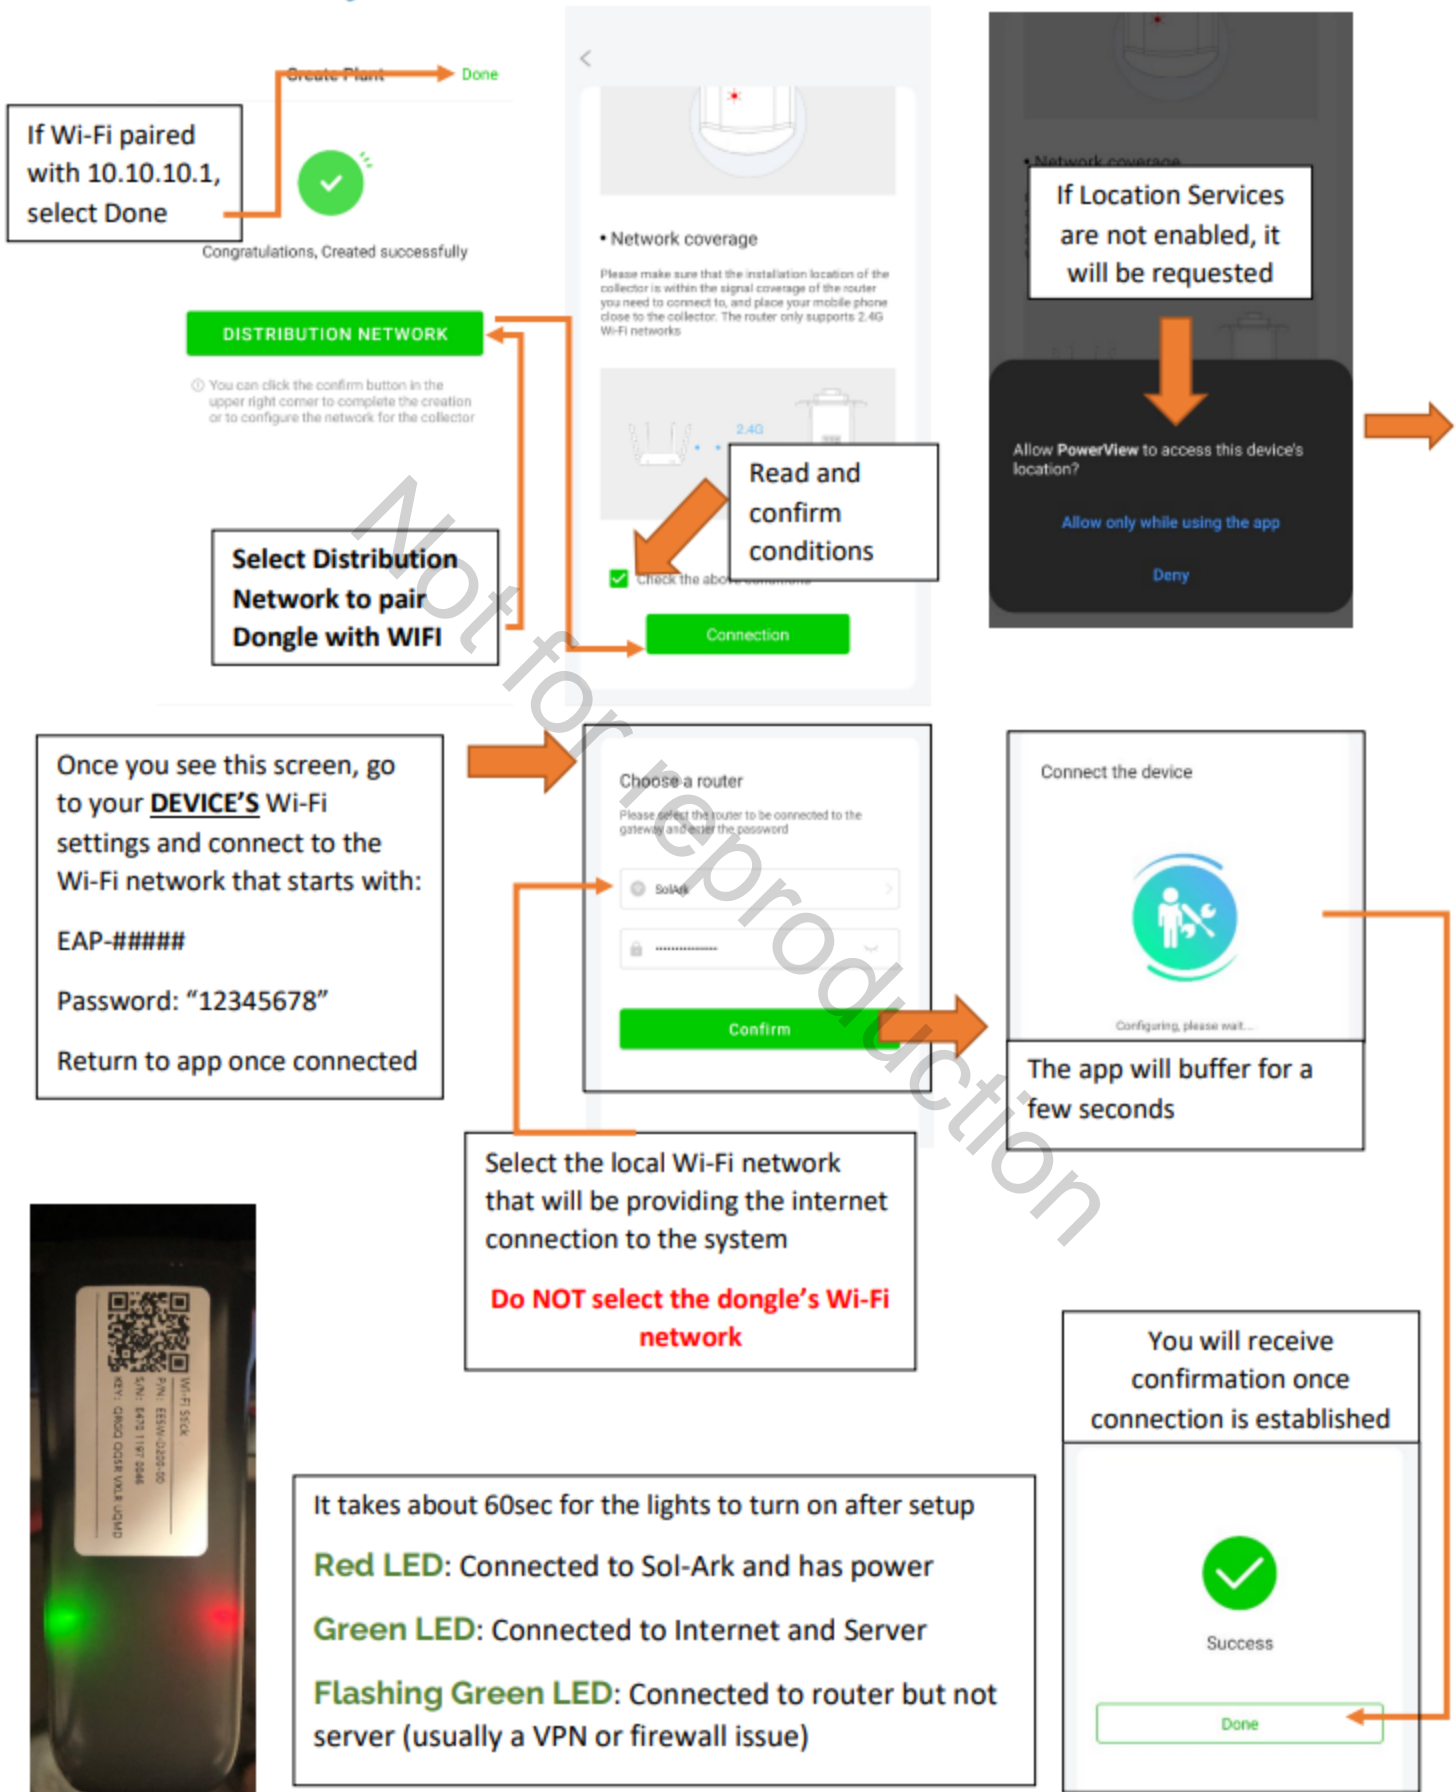 Create Plant
Done
If Wi-Fi paired
with 10.10.10.1,
select Done
Congratulations, Created successfully
DISTRIBUTION NETWORK
You can click the confirm button in the
upper right corner to complete the creation
or to configure the network for the collector
Select Distribution
Network to pair
Dongle with WIFI
• Network coverage
Please make sure that the installation location of the
collector is within the signal coverage of the router
you need to connect to, and place your mobile phone
close to the collector. The router only supports 2.4G
Wi-Fi networks
2.4G
Read and
confirm
conditions
Check the above conditions
Connection
• Network coverage
If Location Services
are not enabled, it
will be requested
Allow PowerView to access this device's
location?
Allow only while using the app
Deny
Once you see this screen, go
to your DEVICE'S Wi-Fi
settings and connect to the
Wi-Fi network that starts with:
EAP-#####
Password: “12345678”
Return to app once connected
Choose a router
Please select the router to be connected to the
gateway and enter the password
SolArk
Confirm
Connect the device
Configuring, please wait...
The app will buffer for a
few seconds
Select the local Wi-Fi network
that will be providing the internet
connection to the system
Do NOT select the dongle's Wi-Fi
network
Wi-Fi Stick
P/N: EESW-D200-00
S/N: E470 1197 0046
KEY:
You will receive
confirmation once
connection is established
Success
Done
It takes about 60sec for the lights to turn on after setup
Red LED: Connected to Sol-Ark and has power
Green LED: Connected to Internet and Server
Flashing Green LED: Connected to router but not
server (usually a VPN or firewall issue)
Not for reproduction